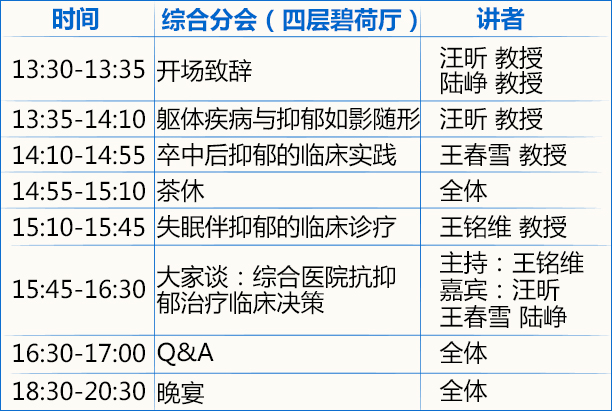 时间 综合分会（四层碧荷厅） 讲者
13:30-13:35 开场致辞 汪昕 教授
陆峥 教授
13:35-14:10 躯体疾病与抑郁如影随形 汪昕 教授
14:10-14:55 卒中后抑郁的临床实践 王春雪 教授
14:55-15:10 茶休 全体
15:10-15:45 失眠伴抑郁的临床诊疗 王铭维 教授
15:45-16:30 大家谈：综合医院抗抑
郁治疗临床决策 主持：王铭维
嘉宾：汪昕
王春雪 陆峥
16:30-17:00 Q&A 全体
18:30-20:30 晚宴 全体